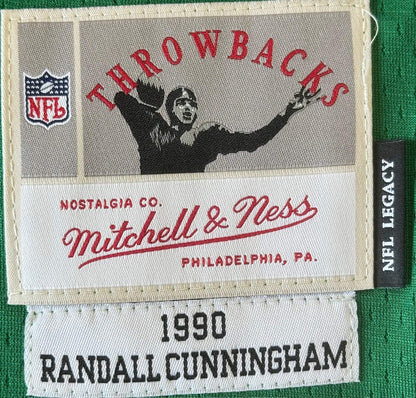 THROWBACKS
NFL
NOSTALGIA CO.
Mitchell & Ness
PHILADELPHIA, PA.
NFL LEGACY
1990
RANDALL CUNNINGHAM